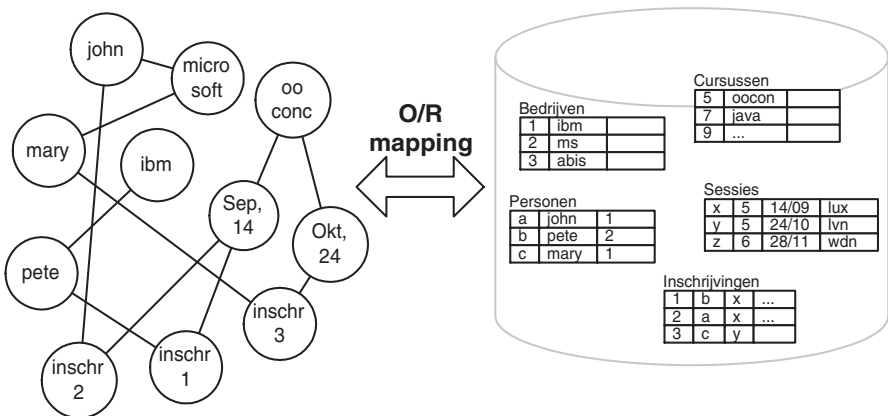 john
micro
soft
oo
conc
mary
ibm
Sep,
14
Okt,
24
pete
inschr
3
inschr
1
inschr
2
O/R
mapping
Bedrijven
1 ibm
2 ms
3 abis
Cursussen
5 oocon
7 java
9 ...
Personen
a john 1
b pete 2
c mary 1
Sessies
x 5 14/09 lux
y 5 24/10 lvn
z 6 28/11 wdn
Inschrijvingen
1 b x ...
2 a x ...
3 c y